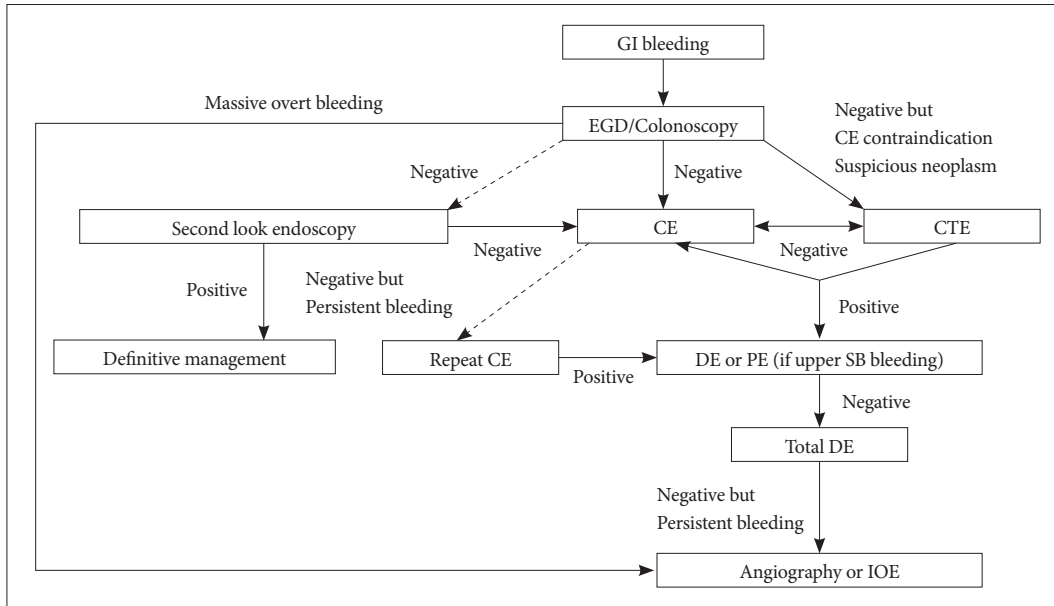 GI bleeding
Massive overt bleeding
EGD/Colonoscopy
Negative but
CE contraindication
Suspicious neoplasm
Negative
Negative
Second look endoscopy
CE
CTE
Negative
Negative
Positive
Negative but
Persistent bleeding
Positive
Definitive management
Repeat CE
DE or PE (if upper SB bleeding)
Positive
Negative
Total DE
Negative but
Persistent bleeding
Angiography or IOE